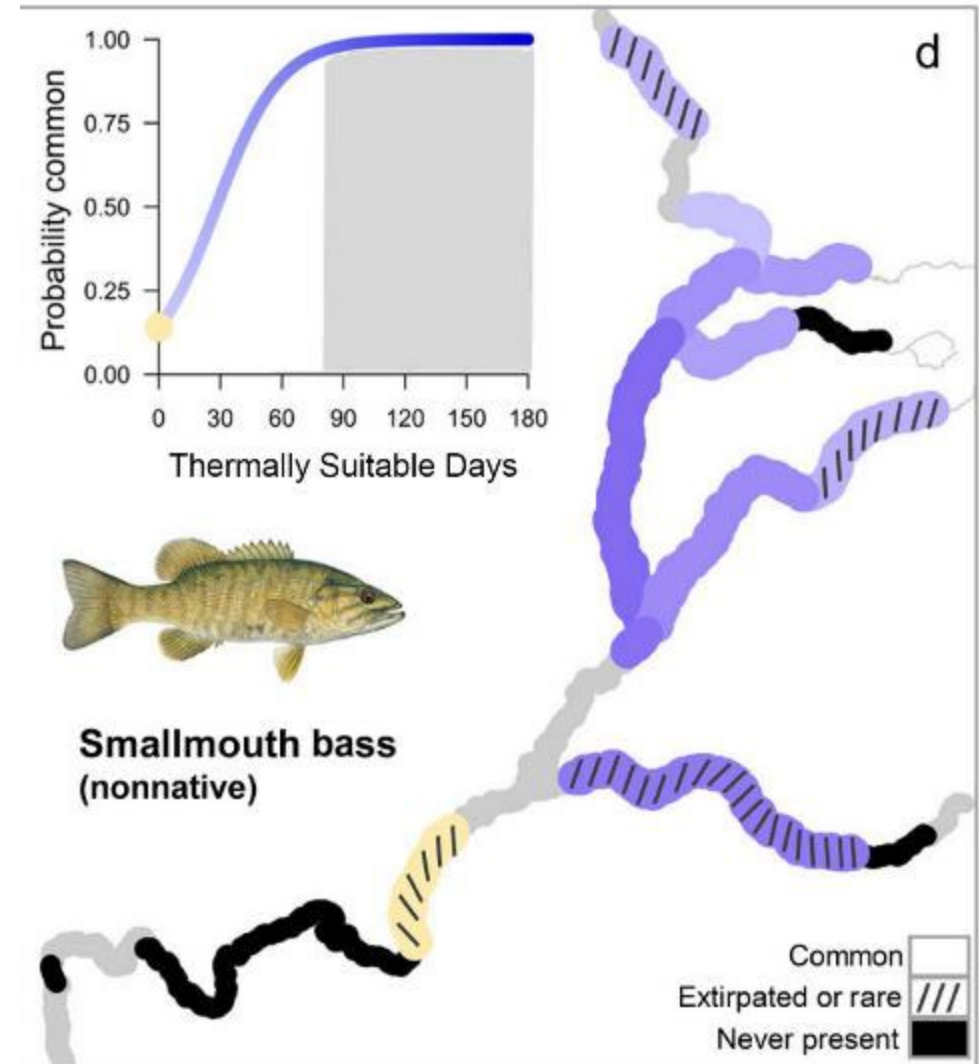 d
Probability common
1.00
0.75
0.50
0.25
0.00
0 30 60 90 120 150 180
Thermally Suitable Days
Smallmouth bass
(nonnative)
Common
Extirpated or rare
Never present